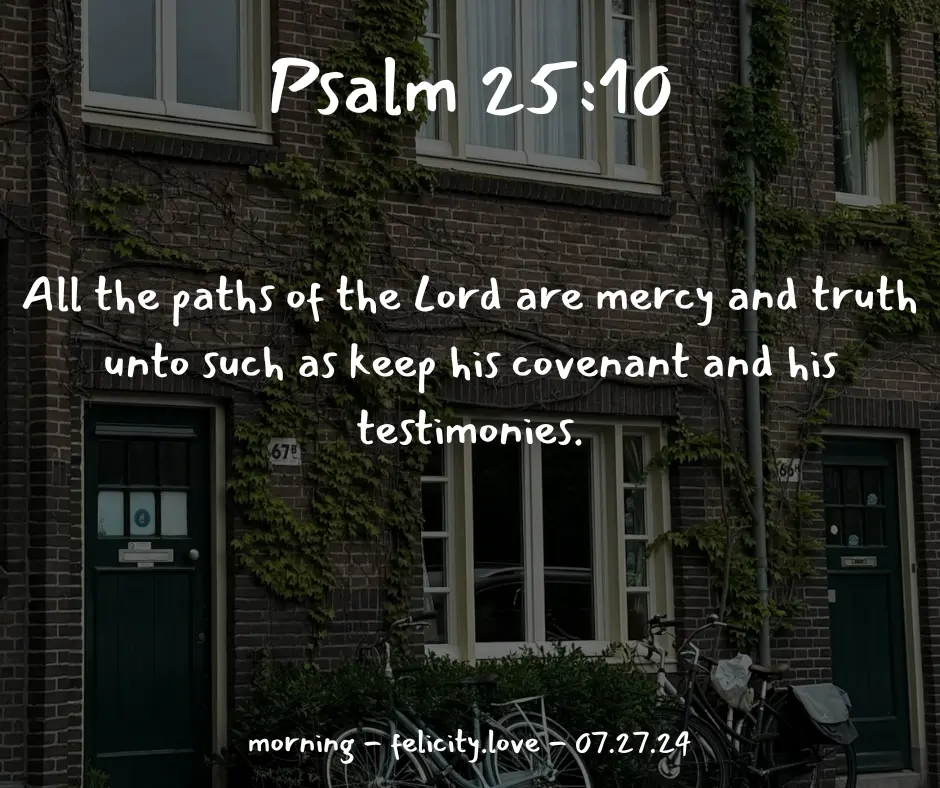 Psalm 25:10
All the paths of the Lord are mercy and truth
unto such as keep his covenant and his
testimonies.
67B
66H
morning - felicity.love - 07.27.24